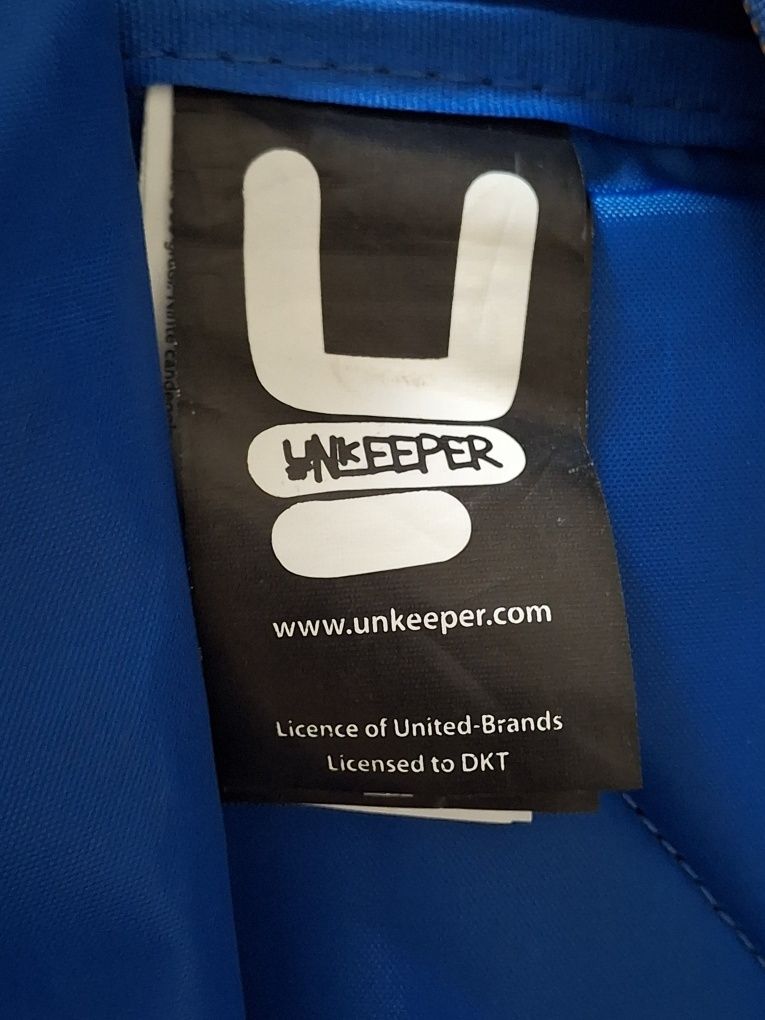 UNKEEPER
www.unkeeper.com
Licence of United-Brands
Licensed to DKT